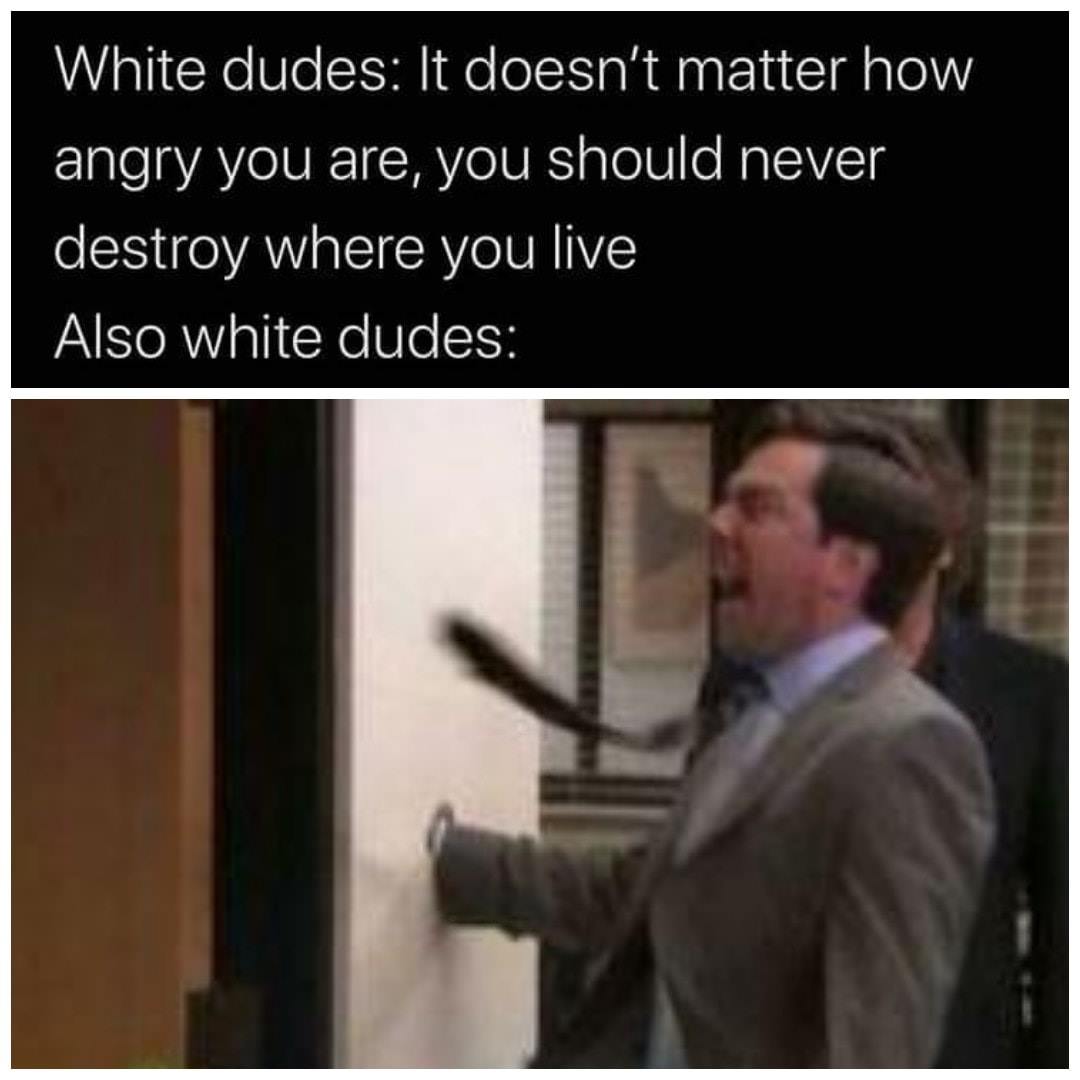 White dudes: It doesn’t matter how
angry you are, you should never
destroy where you live
Also white dudes: